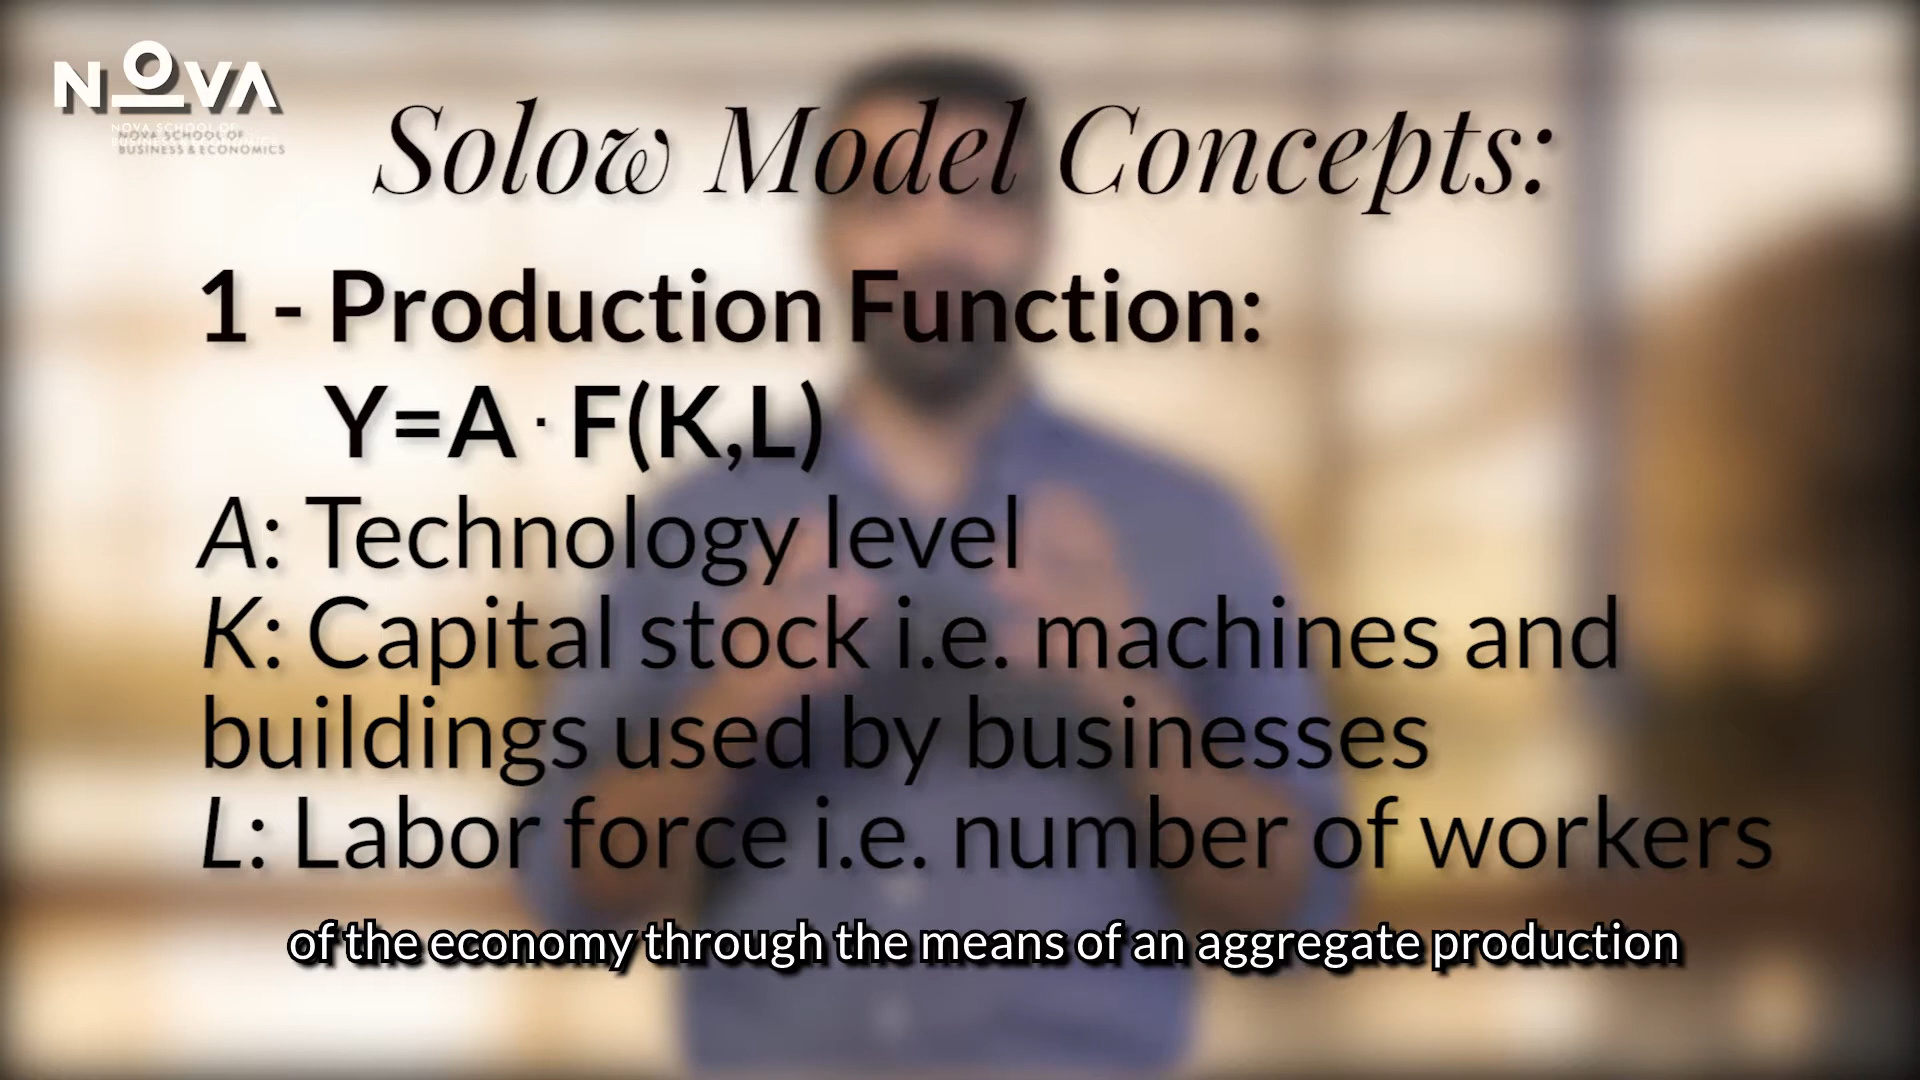 NOVA
NOVA SCHOOL OF
BUSINESS & ECONOMICS
Solow Model Concepts:
1 - Production Function:
Y=A · F(K,L)
A: Technology level
K: Capital stock i.e. machines and
buildings used by businesses
L: Labor force i.e. number of workers
of the economy through the means of an aggregate production